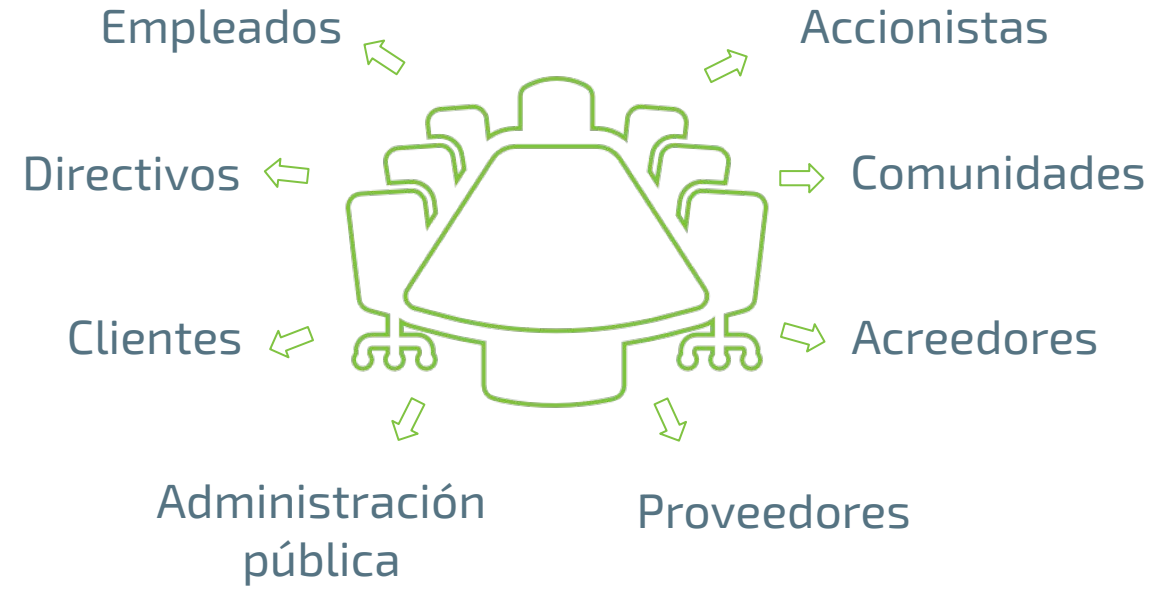 Empleados
Accionistas
Directivos
Comunidades
Clientes
Acreedores
Administración
pública
Proveedores